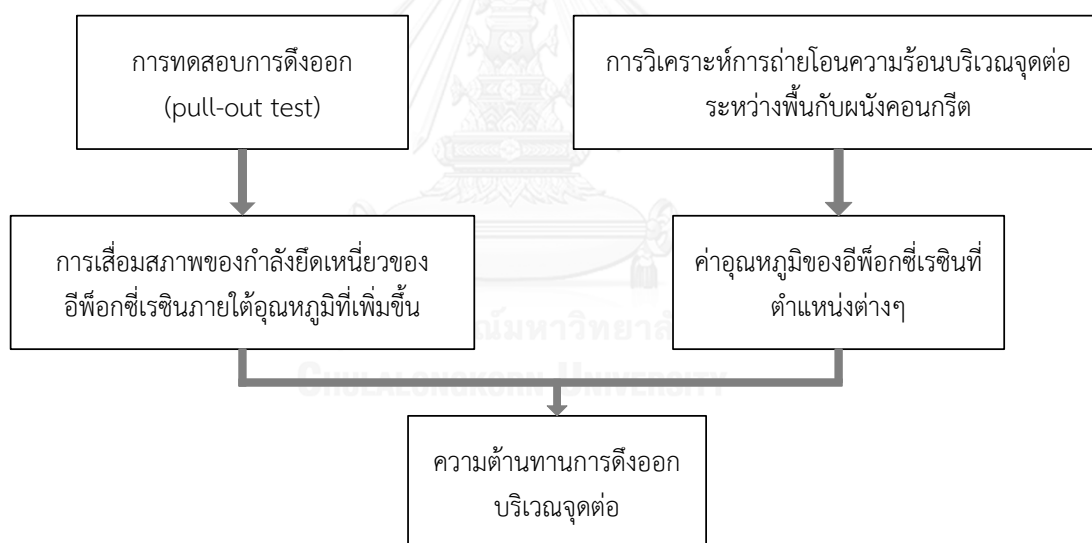 การทดสอบการดึงออก
(pull-out test)
การวิเคราะห์การถ่ายโอนความร้อนบริเวณจุดต่อ
ระหว่างพื้นกับผนังคอนกรีต
การเสื่อมสภาพของกำลังยึดเหนี่ยวของ
อีพ็อกซี่เรซินภายใต้อุณหภูมิที่เพิ่มขึ้น
ค่าอุณหภูมิของอีพ็อกซี่เรซินที่
ตำแหน่งต่างๆ
CHULALONGKORN UNIVERSITY
ความต้านทานการดึงออก
บริเวณจุดต่อ